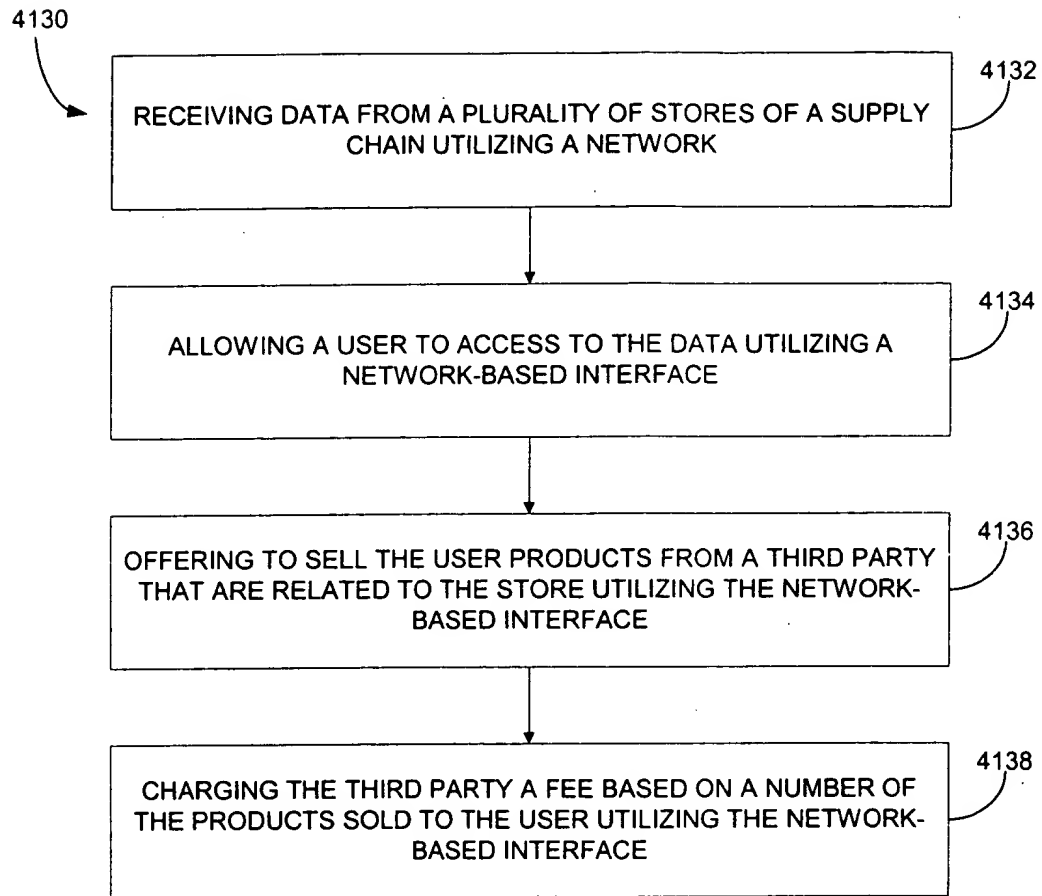 4130
4132
RECEIVING DATA FROM A PLURALITY OF STORES OF A SUPPLY
CHAIN UTILIZING A NETWORK
4134
ALLOWING A USER TO ACCESS TO THE DATA UTILIZING A
NETWORK-BASED INTERFACE
4136
OFFERING TO SELL THE USER PRODUCTS FROM A THIRD PARTY
THAT ARE RELATED TO THE STORE UTILIZING THE NETWORK-
BASED INTERFACE
4138
CHARGING THE THIRD PARTY A FEE BASED ON A NUMBER OF
THE PRODUCTS SOLD TO THE USER UTILIZING THE NETWORK-
BASED INTERFACE